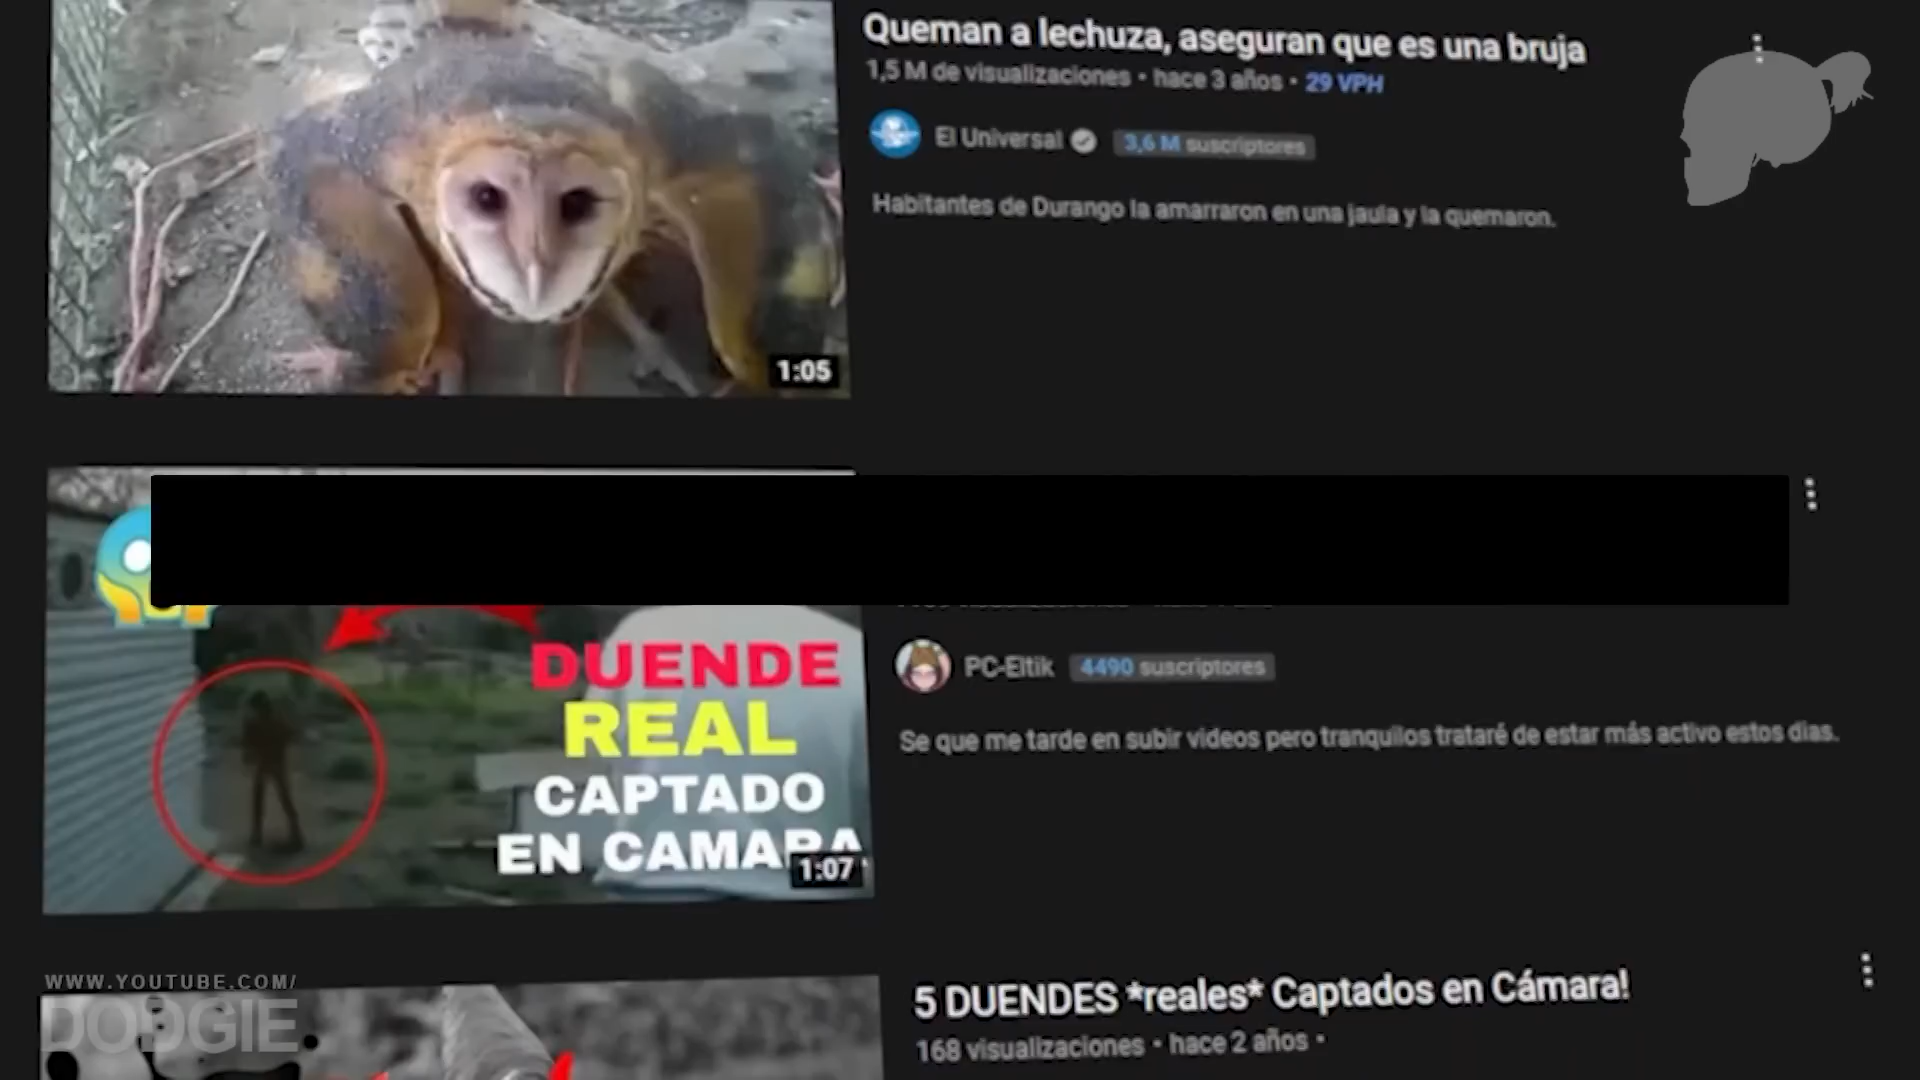 Queman a lechuza, aseguran que es una bruja
1,5 M de visualizaciones • hace 3 años • 29 VPH
El Universal 3,6 M suscriptores
Habitantes de Durango la amarraron en una jaula y la quemaron.
1:05
DUENDE
REAL
CAPTADO
EN CAMARA
1:07
PC-Eltik 4490 suscriptores
Se que me tarde en subir videos pero tranquilos trataré de estar más activo estos dias.
WWW.YOUTUBE.COM/
DODGIE
5 DUENDES *reales* Captados en Cámara!
168 visualizaciones • hace 2 años •